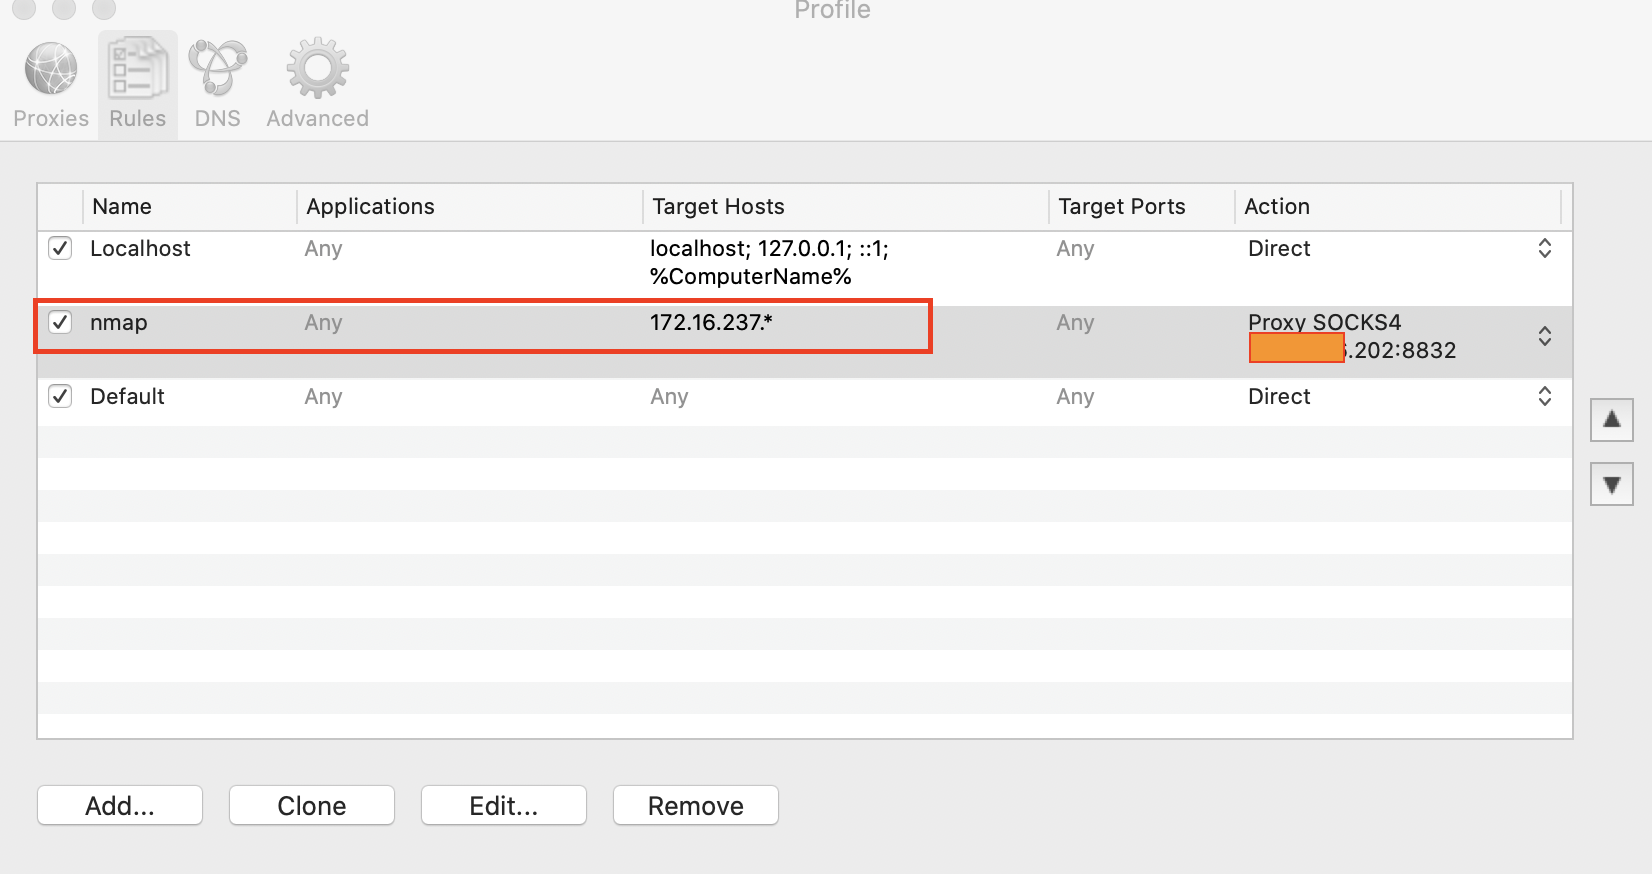 Profile
Proxies Rules DNS Advanced
Name Applications Target Hosts Target Ports Action
Localhost Any localhost; 127.0.0.1; ::1; Any Direct
%ComputerName%
nmap Any 172.16.237.* Any Proxy SOCKS4
.202:8832
Default Any Any Any Direct
Add... Clone Edit... Remove